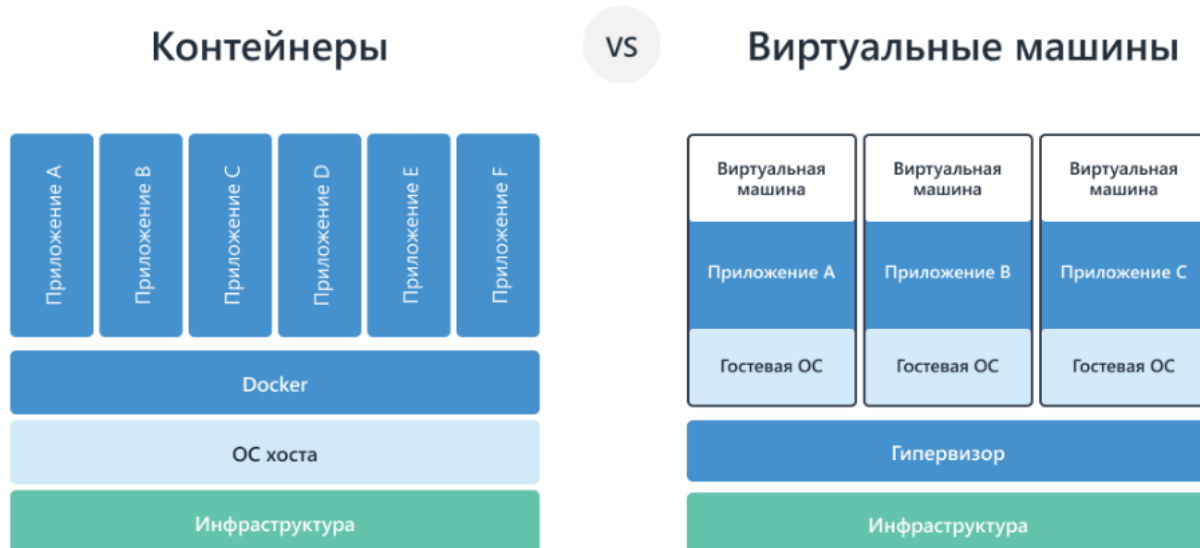 Контейнеры
VS
Виртуальные машины
Приложение A
Приложение B
Приложение C
Приложение D
Приложение E
Приложение F
Docker
ОС хоста
Инфраструктура
Виртуальная
машина
Приложение A
Гостевая ОС
Виртуальная
машина
Приложение B
Гостевая ОС
Виртуальная
машина
Приложение C
Гостевая ОС
Гипервизор
Инфраструктура